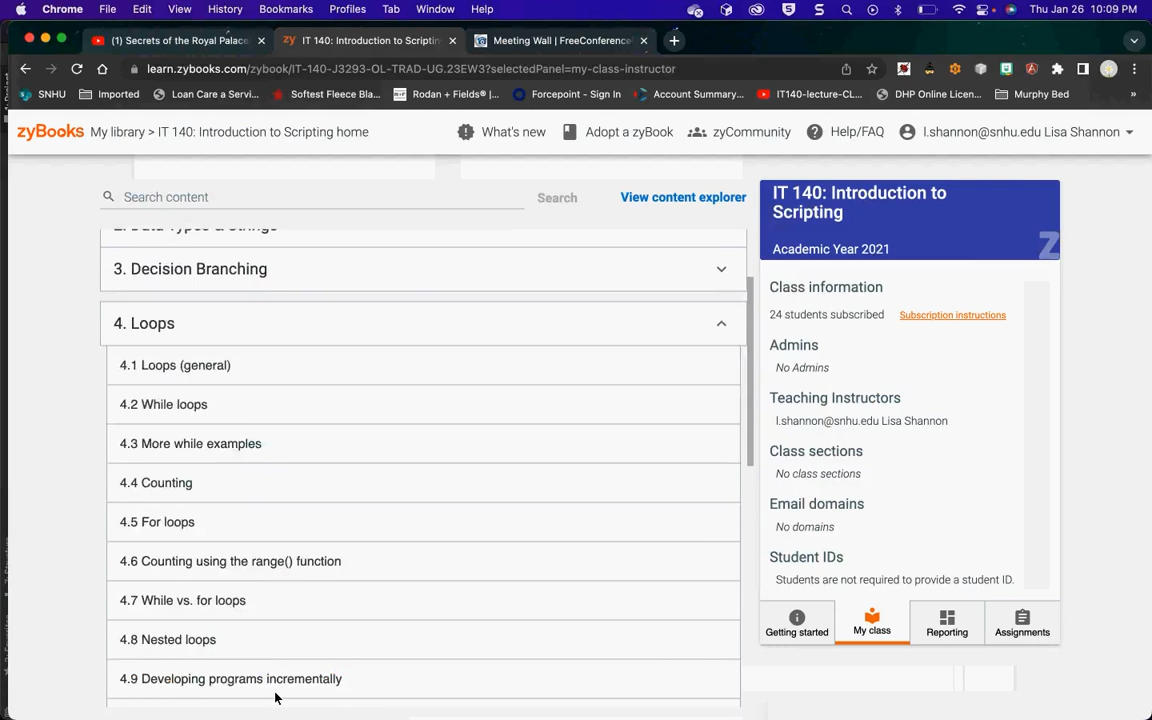 Chrome File Edit View History Bookmarks Profiles Tab Window Help Thu Jan 26 10:09 PM
(1) Secrets of the Royal Palace
IT 140: Introduction to Scriptin
Meeting Wall | FreeConference
learn.zybooks.com/zybook/IT-140-J3293-OL-TRAD-UG.23EW3?selectedPanel=my-class-instructor
SNHU Imported Loan Care a Servi... Softest Fleece Bla... Rodan + Fields® |... Forcepoint - Sign In Account Summary... IT140-lecture-CL... DHP Online Licen... Murphy Bed »
zyBooks My library > IT 140: Introduction to Scripting home What's new Adopt a zyBook zyCommunity Help/FAQ l.shannon@snhu.edu Lisa Shannon
Search content Search View content explorer
2. Data Types & Strings
3. Decision Branching
4. Loops
4.1 Loops (general)
4.2 While loops
4.3 More while examples
4.4 Counting
4.5 For loops
4.6 Counting using the range() function
4.7 While vs. for loops
4.8 Nested loops
4.9 Developing programs incrementally
IT 140: Introduction to
Scripting
Academic Year 2021
Z
Class information
24 students subscribed Subscription instructions
Admins
No Admins
Teaching Instructors
l.shannon@snhu.edu Lisa Shannon
Class sections
No class sections
Email domains
No domains
Student IDs
Students are not required to provide a student ID.
Getting started My class Reporting Assignments